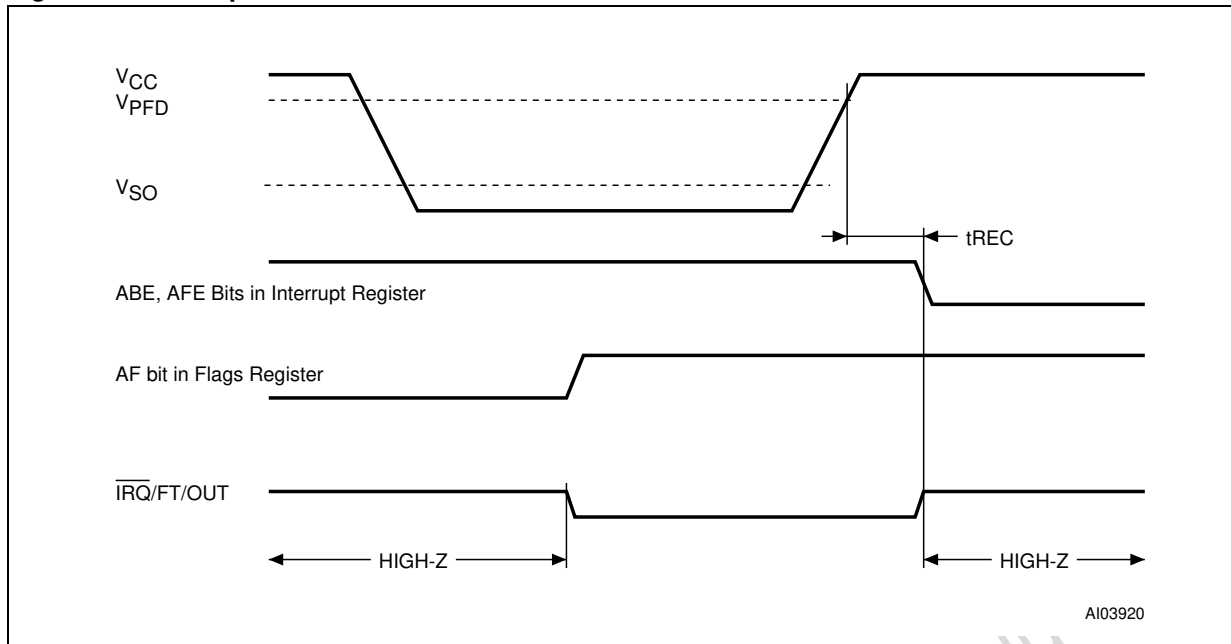 VCC
VPFD
VSO
tREC
ABE, AFE Bits in Interrupt Register
AF bit in Flags Register
IRQ/FT/OUT
HIGH-Z
HIGH-Z
AI03920